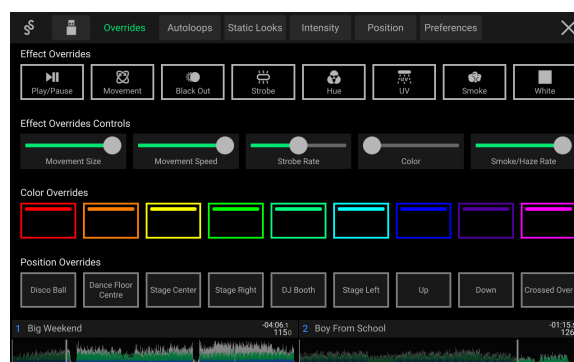 Overrides Autoloops Static Looks Intensity Position Preferences
Effect Overrides
Play/Pause Movement Black Out Strobe Hue UV Smoke White
Effect Overrides Controls
Movement Size Movement Speed Strobe Rate Color Smoke/Haze Rate
Color Overrides
Position Overrides
Disco Ball Dance Floor Centre Stage Center Stage Right DJ Booth Stage Left Up Down Crossed Over
1 Big Weekend -04:06.1 2 Boy From School -01:15.
115.0 126